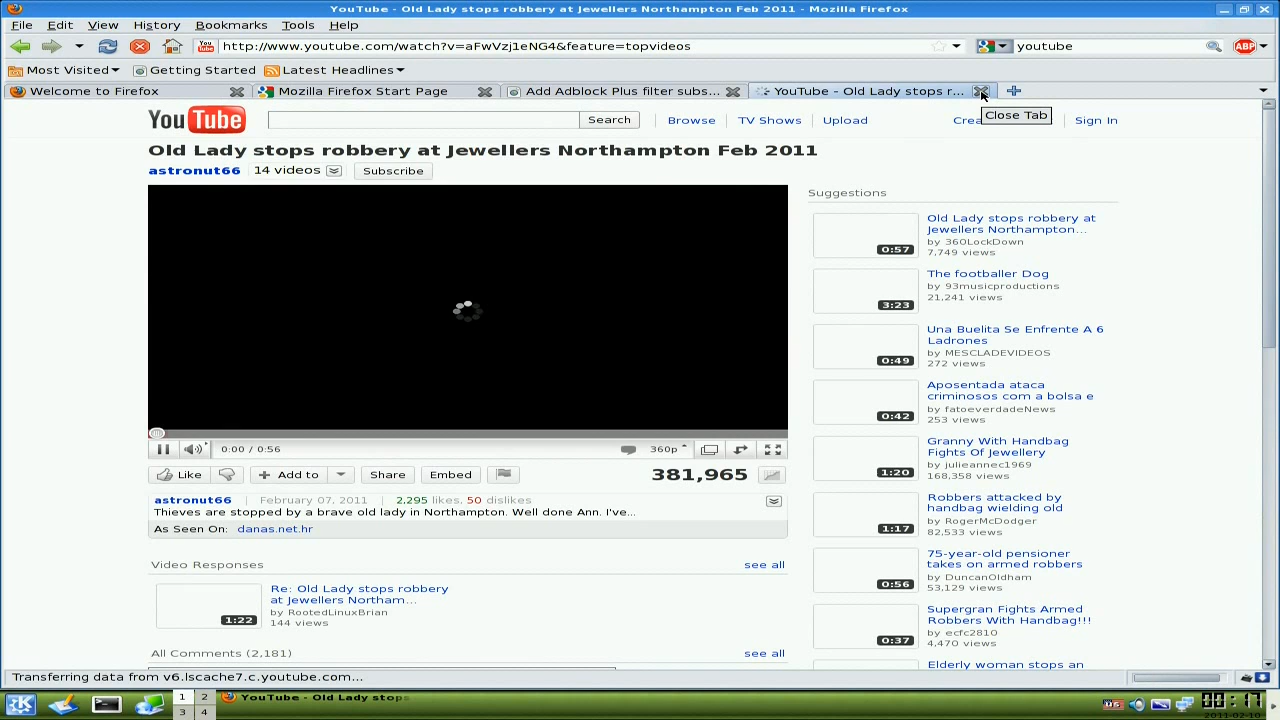 YouTube - Old Lady stops robbery at Jewellers Northampton Feb 2011 - Mozilla Firefox
File Edit View History Bookmarks Tools Help
http://www.youtube.com/watch?v=aFwVzj1eNG4&feature=topvideos
youtube
ABP
Most Visited Getting Started Latest Headlines
Welcome to Firefox
Mozilla Firefox Start Page
Add Adblock Plus filter subs...
YouTube - Old Lady stops r...
Close Tab
YouTube
Search
Browse
TV Shows
Upload
Crea
Sign In
Old Lady stops robbery at Jewellers Northampton Feb 2011
astronut66 14 videos Subscribe
0:00 / 0:56
360p
Like
Add to
Share
Embed
381,965
astronut66 | February 07, 2011 | 2,295 likes, 50 dislikes
Thieves are stopped by a brave old lady in Northampton. Well done Ann. I've...
As Seen On: danas.net.hr
Video Responses
see all
1:22
Re: Old Lady stops robbery
at Jewellers Northam...
by RootedLinuxBrian
144 views
All Comments (2,181)
see all
Suggestions
0:57
Old Lady stops robbery at
Jewellers Northampton...
by 360LockDown
7,749 views
3:23
The footballer Dog
by 93musicproductions
21,241 views
0:49
Una Buelita Se Enfrente A 6
Ladrones
by MESCLADEVIDEOS
272 views
0:42
Aposentada ataca
criminosos com a bolsa e
by fatoeverdadeNews
253 views
1:20
Granny With Handbag
Fights Of Jewellery
by julieannec1969
168,358 views
1:17
Robbers attacked by
handbag wielding old
by RogerMcDodger
82,533 views
0:56
75-year-old pensioner
takes on armed robbers
by DuncanOldham
53,129 views
0:37
Supergran Fights Armed
Robbers With Handbag!!!
by ecfc2810
4,470 views
Elderly woman stops an
Transferring data from v6.lscache7.c.youtube.com...
1 2
3 4
YouTube - Old Lady stops
US
00:17
2011-02-10